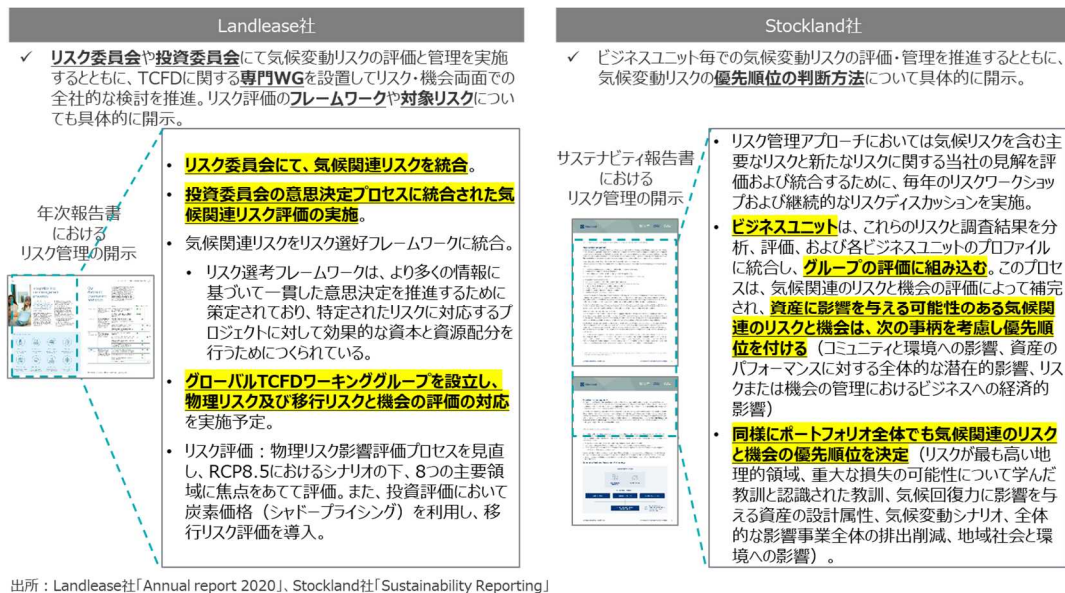 Landlease社
✓ リスク委員会や投資委員会にて気候変動リスクの評価と管理を実施
するとともに、TCFDに関する専門WGを設置してリスク・機会両面での
全社的な検討を推進。リスク評価のフレームワークや対象リスクについ
ても具体的に開示。
年次報告書
における
リスク管理の開示
• リスク委員会にて、気候関連リスクを統合。
• 投資委員会の意思決定プロセスに統合された気
候関連リスク評価の実施。
• 気候関連リスクをリスク選好フレームワークに統合。
• リスク選考フレームワークは、より多くの情報に
基づいて一貫した意思決定を推進するために
策定されており、特定されたリスクに対応するプ
ロジェクトに対して効果的な資本と資源配分を
行うためにつくられている。
• グローバルTCFDワーキンググループを設立し、
物理リスク及び移行リスクと機会の評価の対応
を実施予定。
• リスク評価：物理リスク影響評価プロセスを見直
し、RCP8.5におけるシナリオの下、8つの主要領
域に焦点をあてて評価。また、投資評価において
炭素価格（シャドープライシング）を利用し、移
行リスク評価を導入。
Stockland社
✓ ビジネスユニット毎での気候変動リスクの評価・管理を推進するとともに、
気候変動リスクの優先順位の判断方法について具体的に開示。
サステナビティ報告書
における
リスク管理の開示
• リスク管理アプローチにおいては気候リスクを含む主
要なリスクと新たなリスクに関する当社の見解を評
価および統合するために、毎年のリスクワークショッ
プおよび継続的なリスクディスカッションを実施。
• ビジネスユニットは、これらのリスクと調査結果を分
析、評価、および各ビジネスユニットのプロファイル
に統合し、グループの評価に組み込む。このプロセ
スは、気候関連のリスクと機会の評価によって補完
され、資産に影響を与える可能性のある気候関
連のリスクと機会は、次の事柄を考慮し優先順
位を付ける（コミュニティと環境への影響、資産の
パフォーマンスに対する全体的な潜在的影響、リス
クまたは機会の管理におけるビジネスへの経済的
影響）
• 同様にポートフォリオ全体でも気候関連のリスク
と機会の優先順位を決定（リスクが最も高い地
理的領域、重大な損失の可能性について学んだ
教訓と認識された教訓、気候回復力に影響を与
える資産の設計属性、気候変動シナリオ、全体
的な影響事業全体の排出削減、地域社会と環
境への影響）。
出所：Landlease社「Annual report 2020」、Stockland社「Sustainability Reporting」